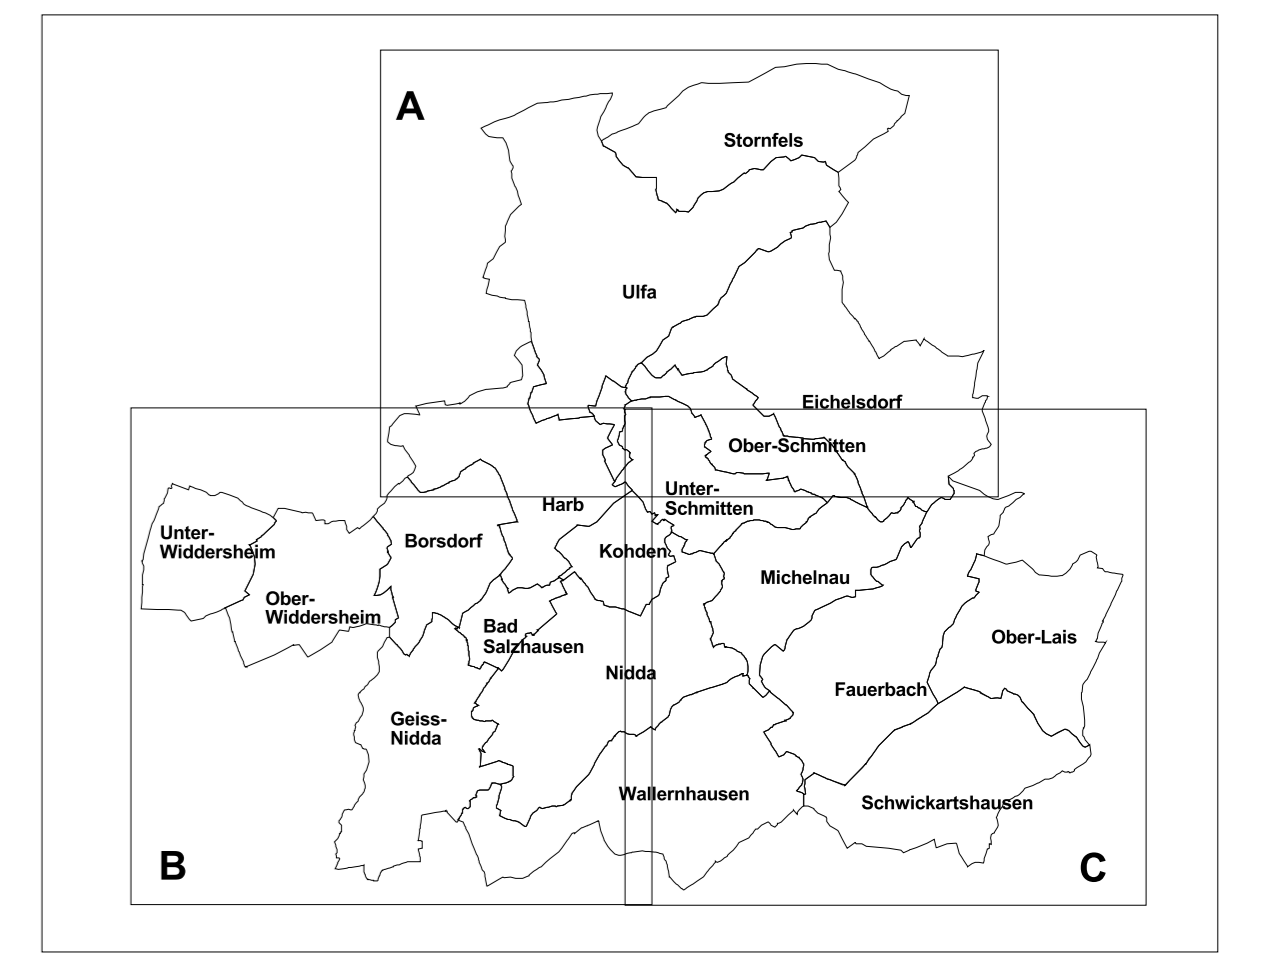 A
Stornfels
Ulfa
Eichelsdorf
Ober-Schmitten
Unter-
Schmitten
Harb
Unter-
Widdersheim
Borsdorf
Kohden
Michelnau
Ober-
Widdersheim
Bad
Salzhausen
Ober-Lais
Nidda
Fauerbach
Geiss-
Nidda
Wallernhausen
Schwickartshausen
B
C